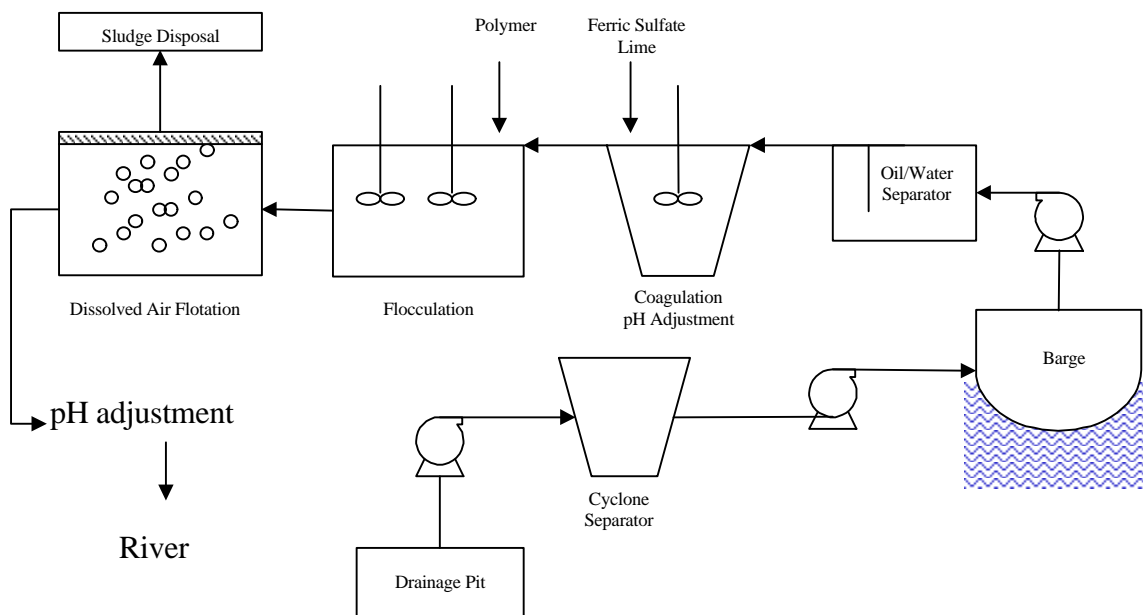 Sludge Disposal
Polymer
Ferric Sulfate
Lime
Oil/Water
Separator
Dissolved Air Flotation
Flocculation
Coagulation
pH Adjustment
Barge
pH adjustment
Cyclone
Separator
River
Drainage Pit